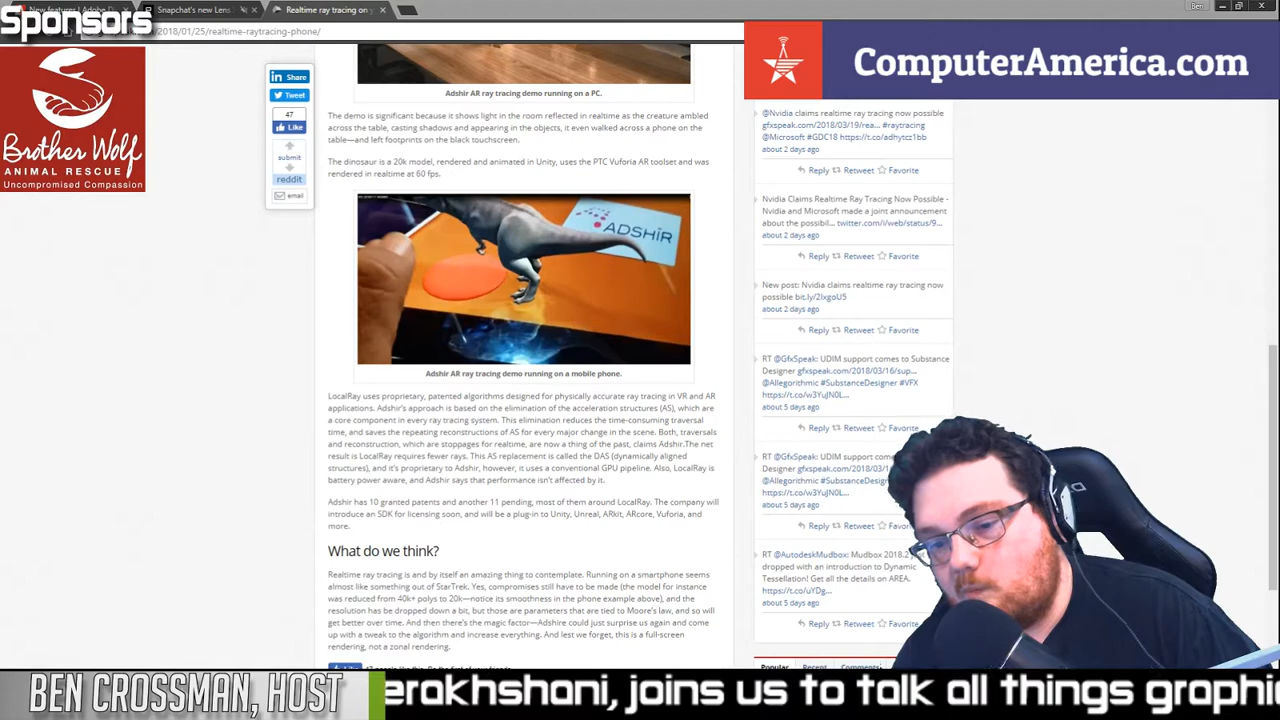 Sponsors
New features | Adobe
Snapchat's new Lens
Realtime raytracing on
Ben
/2018/01/25/realtime-raytracing-phone/
ComputerAmerica.com
Brother Wolf
ANIMAL RESCUE
Uncompromised Compassion
Share
Tweet
47
Like
submit
reddit
email
Adshir AR ray tracing demo running on a PC.
The demo is significant because it shows light in the room reflected in realtime as the creature ambled
across the table, casting shadows and appearing in the objects, it even walked across a phone on the
table—and left footprints on the black touchscreen.
The dinosaur is a 20k model, rendered and animated in Unity, uses the PTC Vuforia AR toolset and was
rendered in realtime at 60 fps.
ADSHiR
Adshir AR ray tracing demo running on a mobile phone.
LocalRay uses proprietary, patented algorithms designed for physically accurate ray tracing in VR and AR
applications. Adshir's approach is based on the elimination of the acceleration structures (AS), which are
a core component in every ray tracing system. This elimination reduces the time-consuming traversal
time, and saves the repeating reconstructions of AS for every major change in the scene. Both, traversals
and reconstruction, which are stoppages for realtime, are now a thing of the past, claims Adshir.The net
result is LocalRay requires fewer rays. This AS replacement is called the DAS (dynamically aligned
structures), and it's proprietary to Adshir, however, it uses a conventional GPU pipeline. Also, LocalRay is
battery power aware, and Adshir says that performance isn't affected by it.
Adshir has 10 granted patents and another 11 pending, most of them around LocalRay. The company will
introduce an SDK for licensing soon, and will be a plug-in to Unity, Unreal, ARkit, ARcore, Vuforia, and
more.
What do we think?
Realtime ray tracing is and by itself an amazing thing to contemplate. Running on a smartphone seems
almost like something out of StarTrek. Yes, compromises still have to be made (the model for instance
was reduced from 40k+ polys to 20k—notice its smoothness in the phone example above), and the
resolution has be dropped down a bit, but those are parameters that are tied to Moore's law, and so will
get better over time. And then there's the magic factor—Adshire could just surprise us again and come
up with a tweak to the algorithm and increase everything. And lest we forget, this is a full-screen
rendering, not a zonal rendering.
@Nvidia claims realtime ray tracing now possible
gfxspeak.com/2018/03/19/rea... #raytracing
@Microsoft #GDC18 https://t.co/adhytcz1bb
about 2 days ago
Reply Retweet Favorite
Nvidia Claims Realtime Ray Tracing Now Possible -
Nvidia and Microsoft made a joint announcement
about the possibil... twitter.com/i/web/status/9...
about 2 days ago
Reply Retweet Favorite
New post: Nvidia claims realtime ray tracing now
possible bit.ly/2IxgoU5
about 2 days ago
Reply Retweet Favorite
RT @GfxSpeak: UDIM support comes to Substance
Designer gfxspeak.com/2018/03/16/sup...
@Allegorithmic #SubstanceDesigner #VFX
https://t.co/w3YuJN0L...
about 5 days ago
Reply Retweet Favorite
RT @GfxSpeak: UDIM support com
Designer gfxspeak.com/2018/03/1
@Allegorithmic #SubstanceDesign
https://t.co/w3YuJN0L...
about 5 days ago
Reply Retweet Fav
RT @AutodeskMudbox: Mudbox 2018.2 j
dropped with an introduction to Dynamic
Tessellation! Get all the details on AREA.
https://t.co/uYDg...
about 5 days ago
Reply Retweet Favorite
Popular Recent Comments
BEN CROSSMAN, HOST
erakhshani, joins us to talk all things graphi